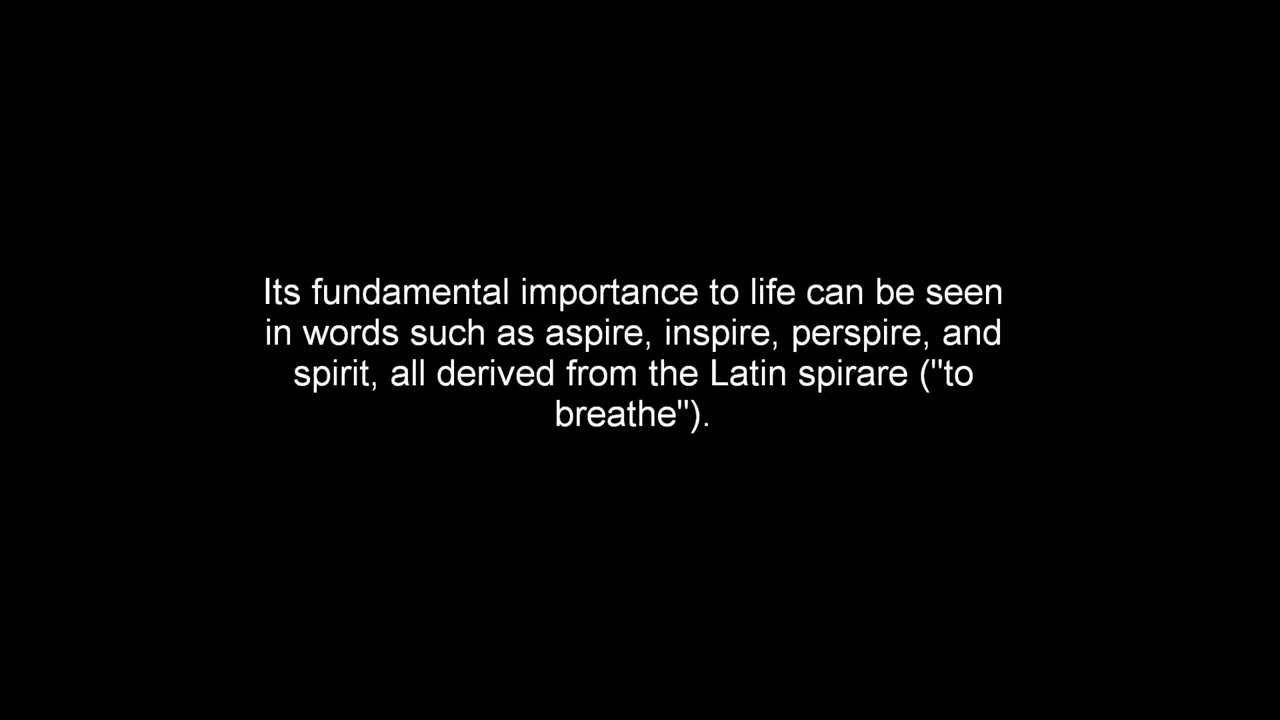 Its fundamental importance to life can be seen
in words such as aspire, inspire, perspire, and
spirit, all derived from the Latin spirare ("to
breathe").